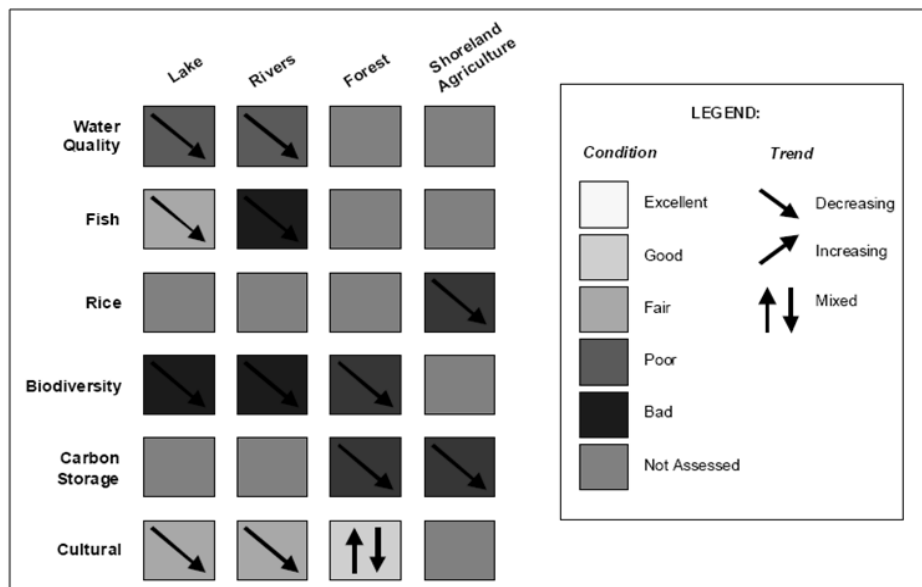 Lake
Rivers
Forest
Shoreland
Agriculture
Water
Quality
Fish
Rice
Biodiversity
Carbon
Storage
Cultural
LEGEND:
Condition
Trend
Excellent
Decreasing
Good
Increasing
Fair
Mixed
Poor
Bad
Not Assessed